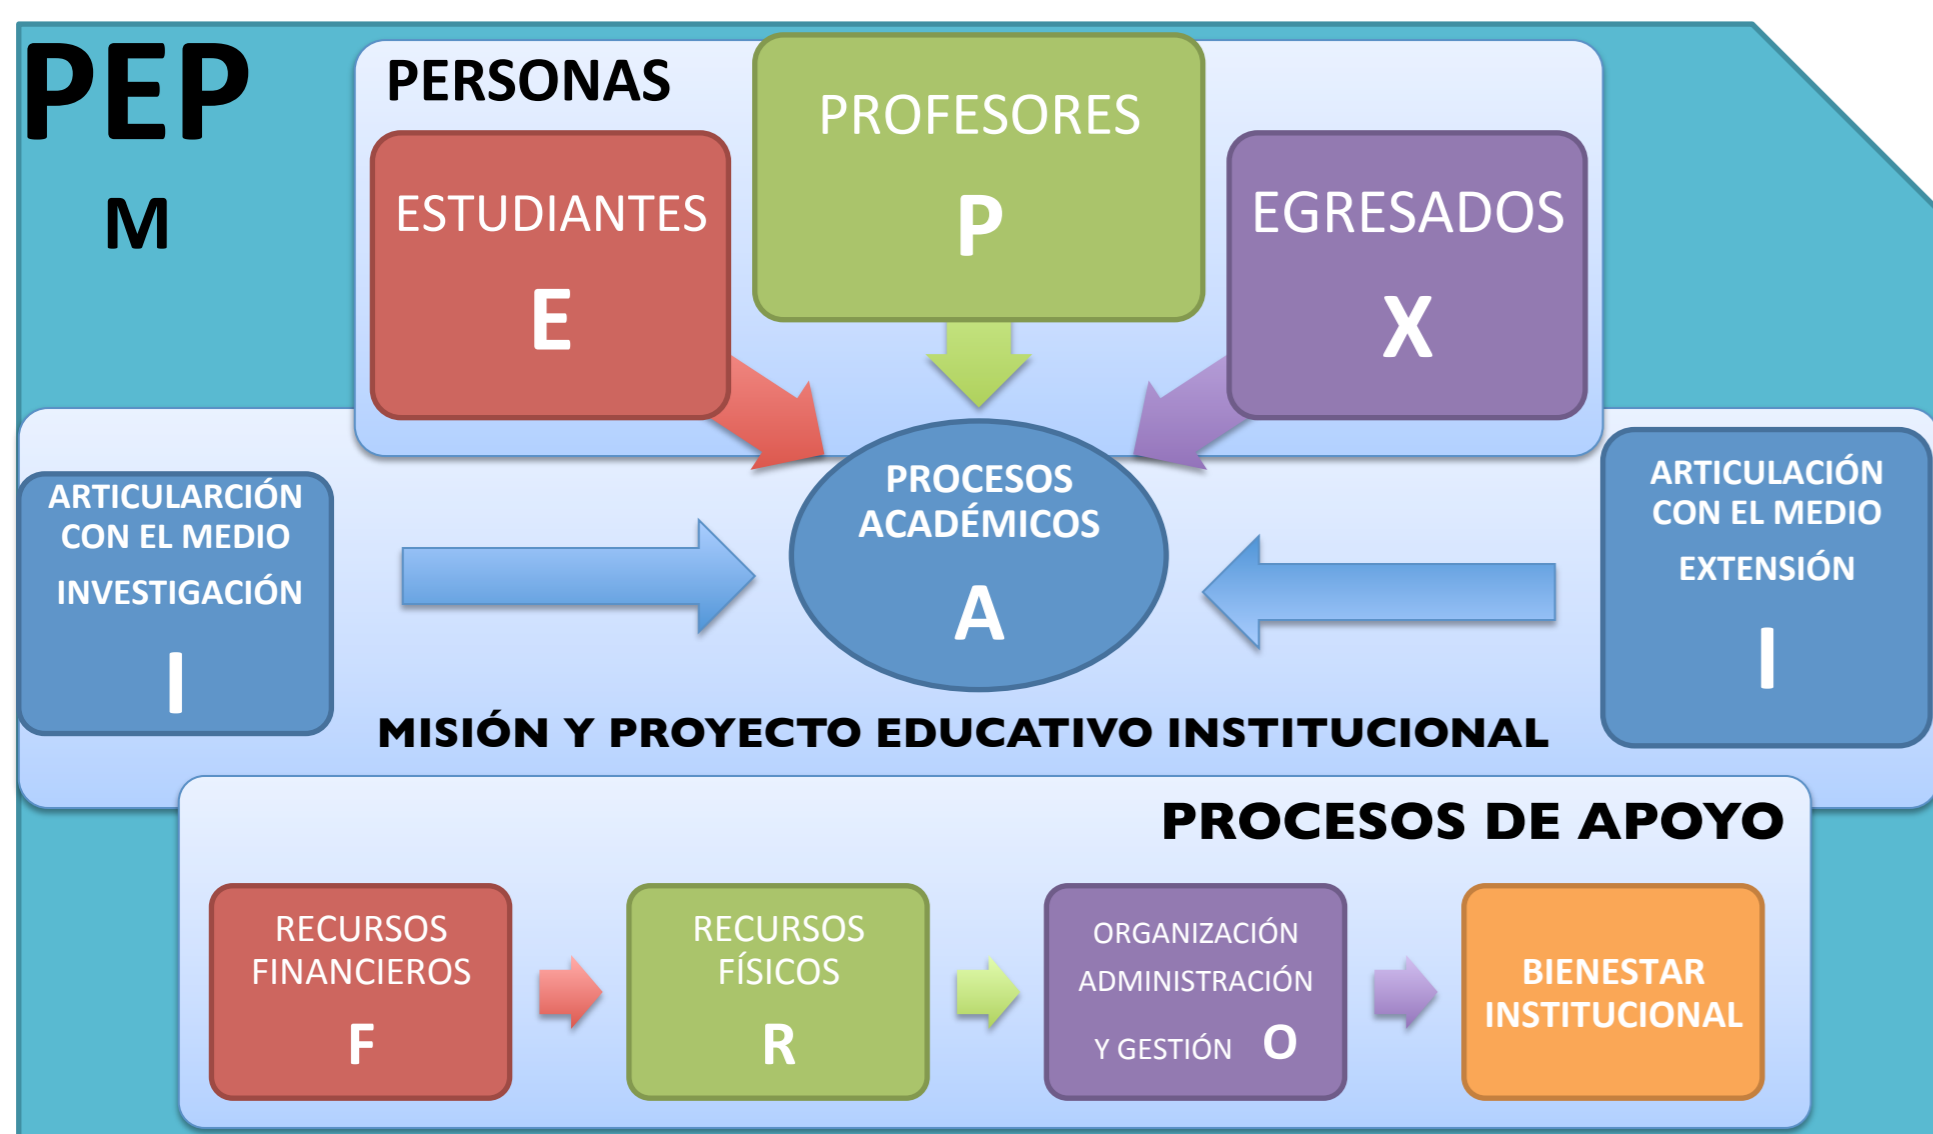 PEP
M
PERSONAS
ESTUDIANTES
E
PROFESORES
P
EGRESADOS
X
ARTICULARCIÓN
CON EL MEDIO
INVESTIGACIÓN
I
PROCESOS
ACADÉMICOS
A
ARTICULACIÓN
CON EL MEDIO
EXTENSIÓN
I
MISIÓN Y PROYECTO EDUCATIVO INSTITUCIONAL
PROCESOS DE APOYO
RECURSOS
FINANCIEROS
F
RECURSOS
FÍSICOS
R
ORGANIZACIÓN
ADMINISTRACIÓN
Y GESTIÓN O
BIENESTAR
INSTITUCIONAL